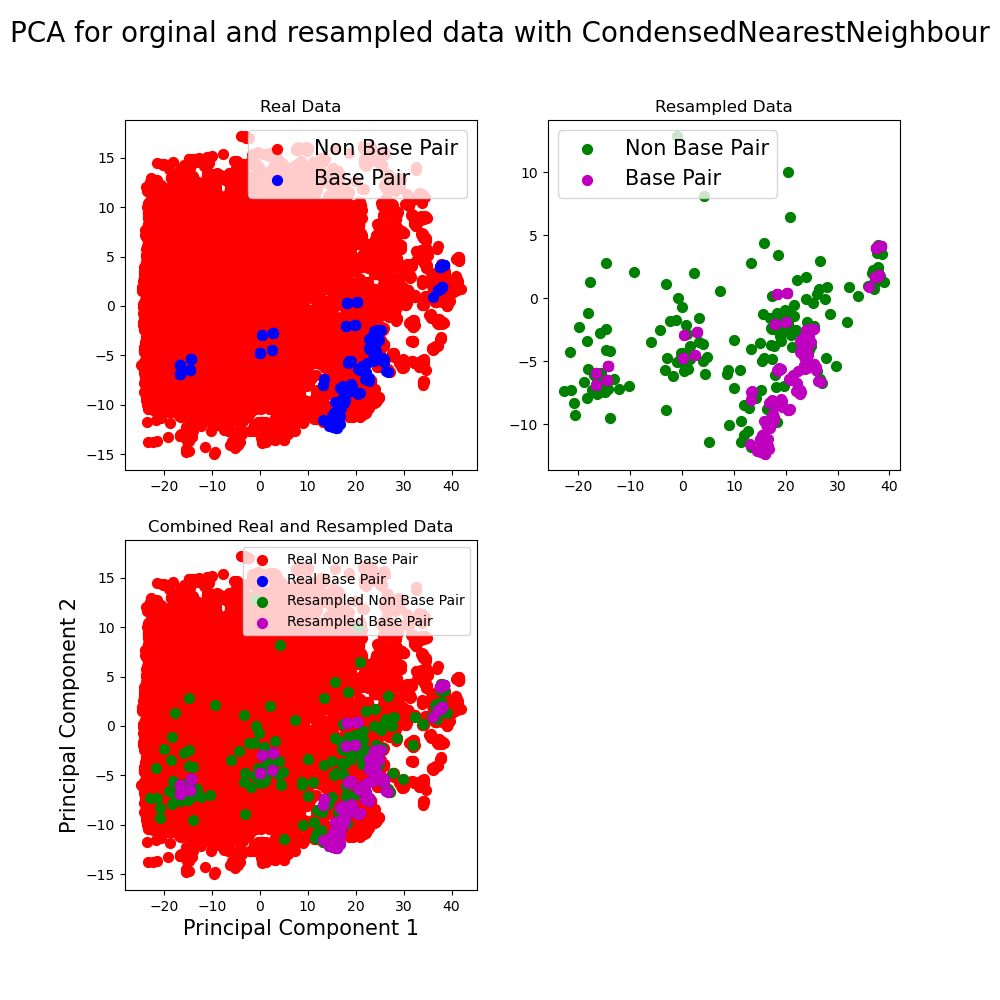 PCA for orginal and resampled data with CondensedNearestNeighbour
Real Data
Non Base Pair
Base Pair
15
10
5
0
−5
−10
−15
−20 −10 0 10 20 30 40
Resampled Data
Non Base Pair
Base Pair
10
5
0
−5
−10
−20 −10 0 10 20 30 40
Combined Real and Resampled Data
Real Non Base Pair
Real Base Pair
Resampled Non Base Pair
Resampled Base Pair
Principal Component 2
15
10
5
0
−5
−10
−15
−20 −10 0 10 20 30 40
Principal Component 1